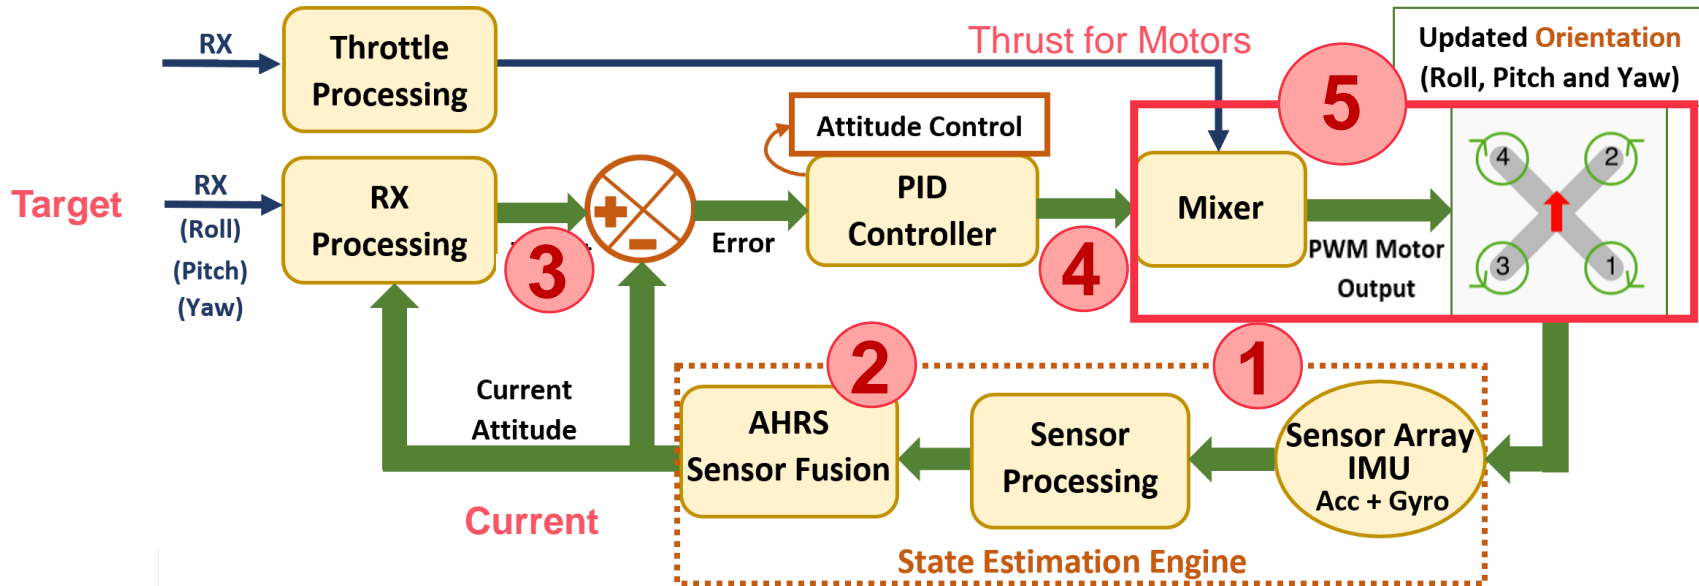 RX
Throttle
Processing
Thrust for Motors
Updated Orientation
(Roll, Pitch and Yaw)
5
Attitude Control
Target
RX
(Roll)
(Pitch)
(Yaw)
RX
Processing
3
+
-
Error
PID
Controller
4
Mixer
PWM Motor
Output
4
2
3
1
Current
Attitude
Current
2
AHRS
Sensor Fusion
Sensor
Processing
1
Sensor Array
IMU
Acc + Gyro
State Estimation Engine